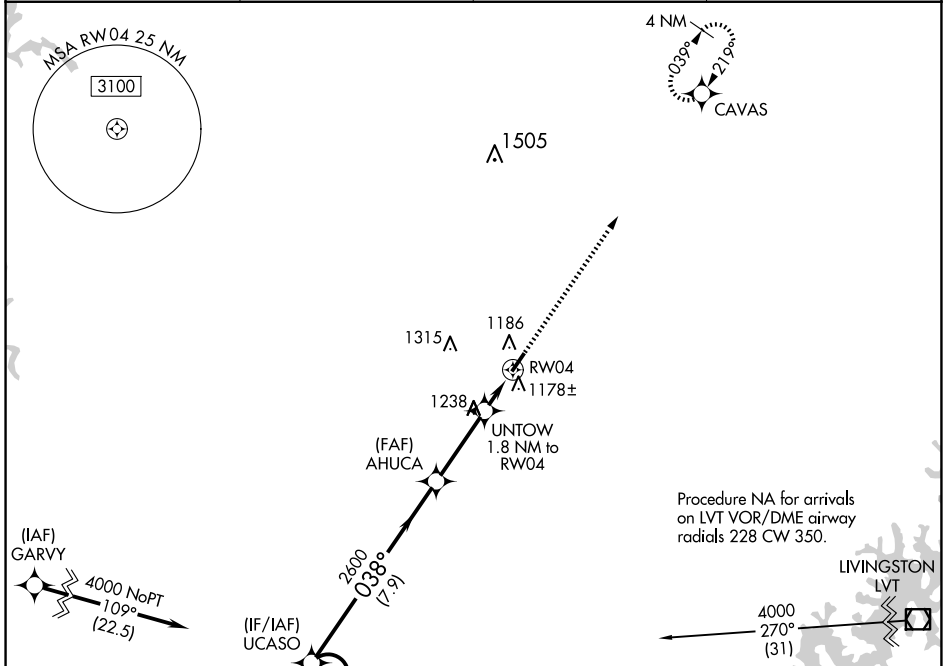 MSA RW04 25 NM
3100
4 NM
039°
219°
CAVAS
1505
1315
1186
RW04
1178±
1238
UNTOW
1.8 NM to
RW04
(FAF)
AHUCA
Procedure NA for arrivals
on LVT VOR/DME airway
radials 228 CW 350.
(IAF)
GARVY
4000 NoPT
109°
(22.5)
2600
038°
(7.9)
(IF/IAF)
UCASO
LIVINGSTON
LVT
4000
270°
(31)